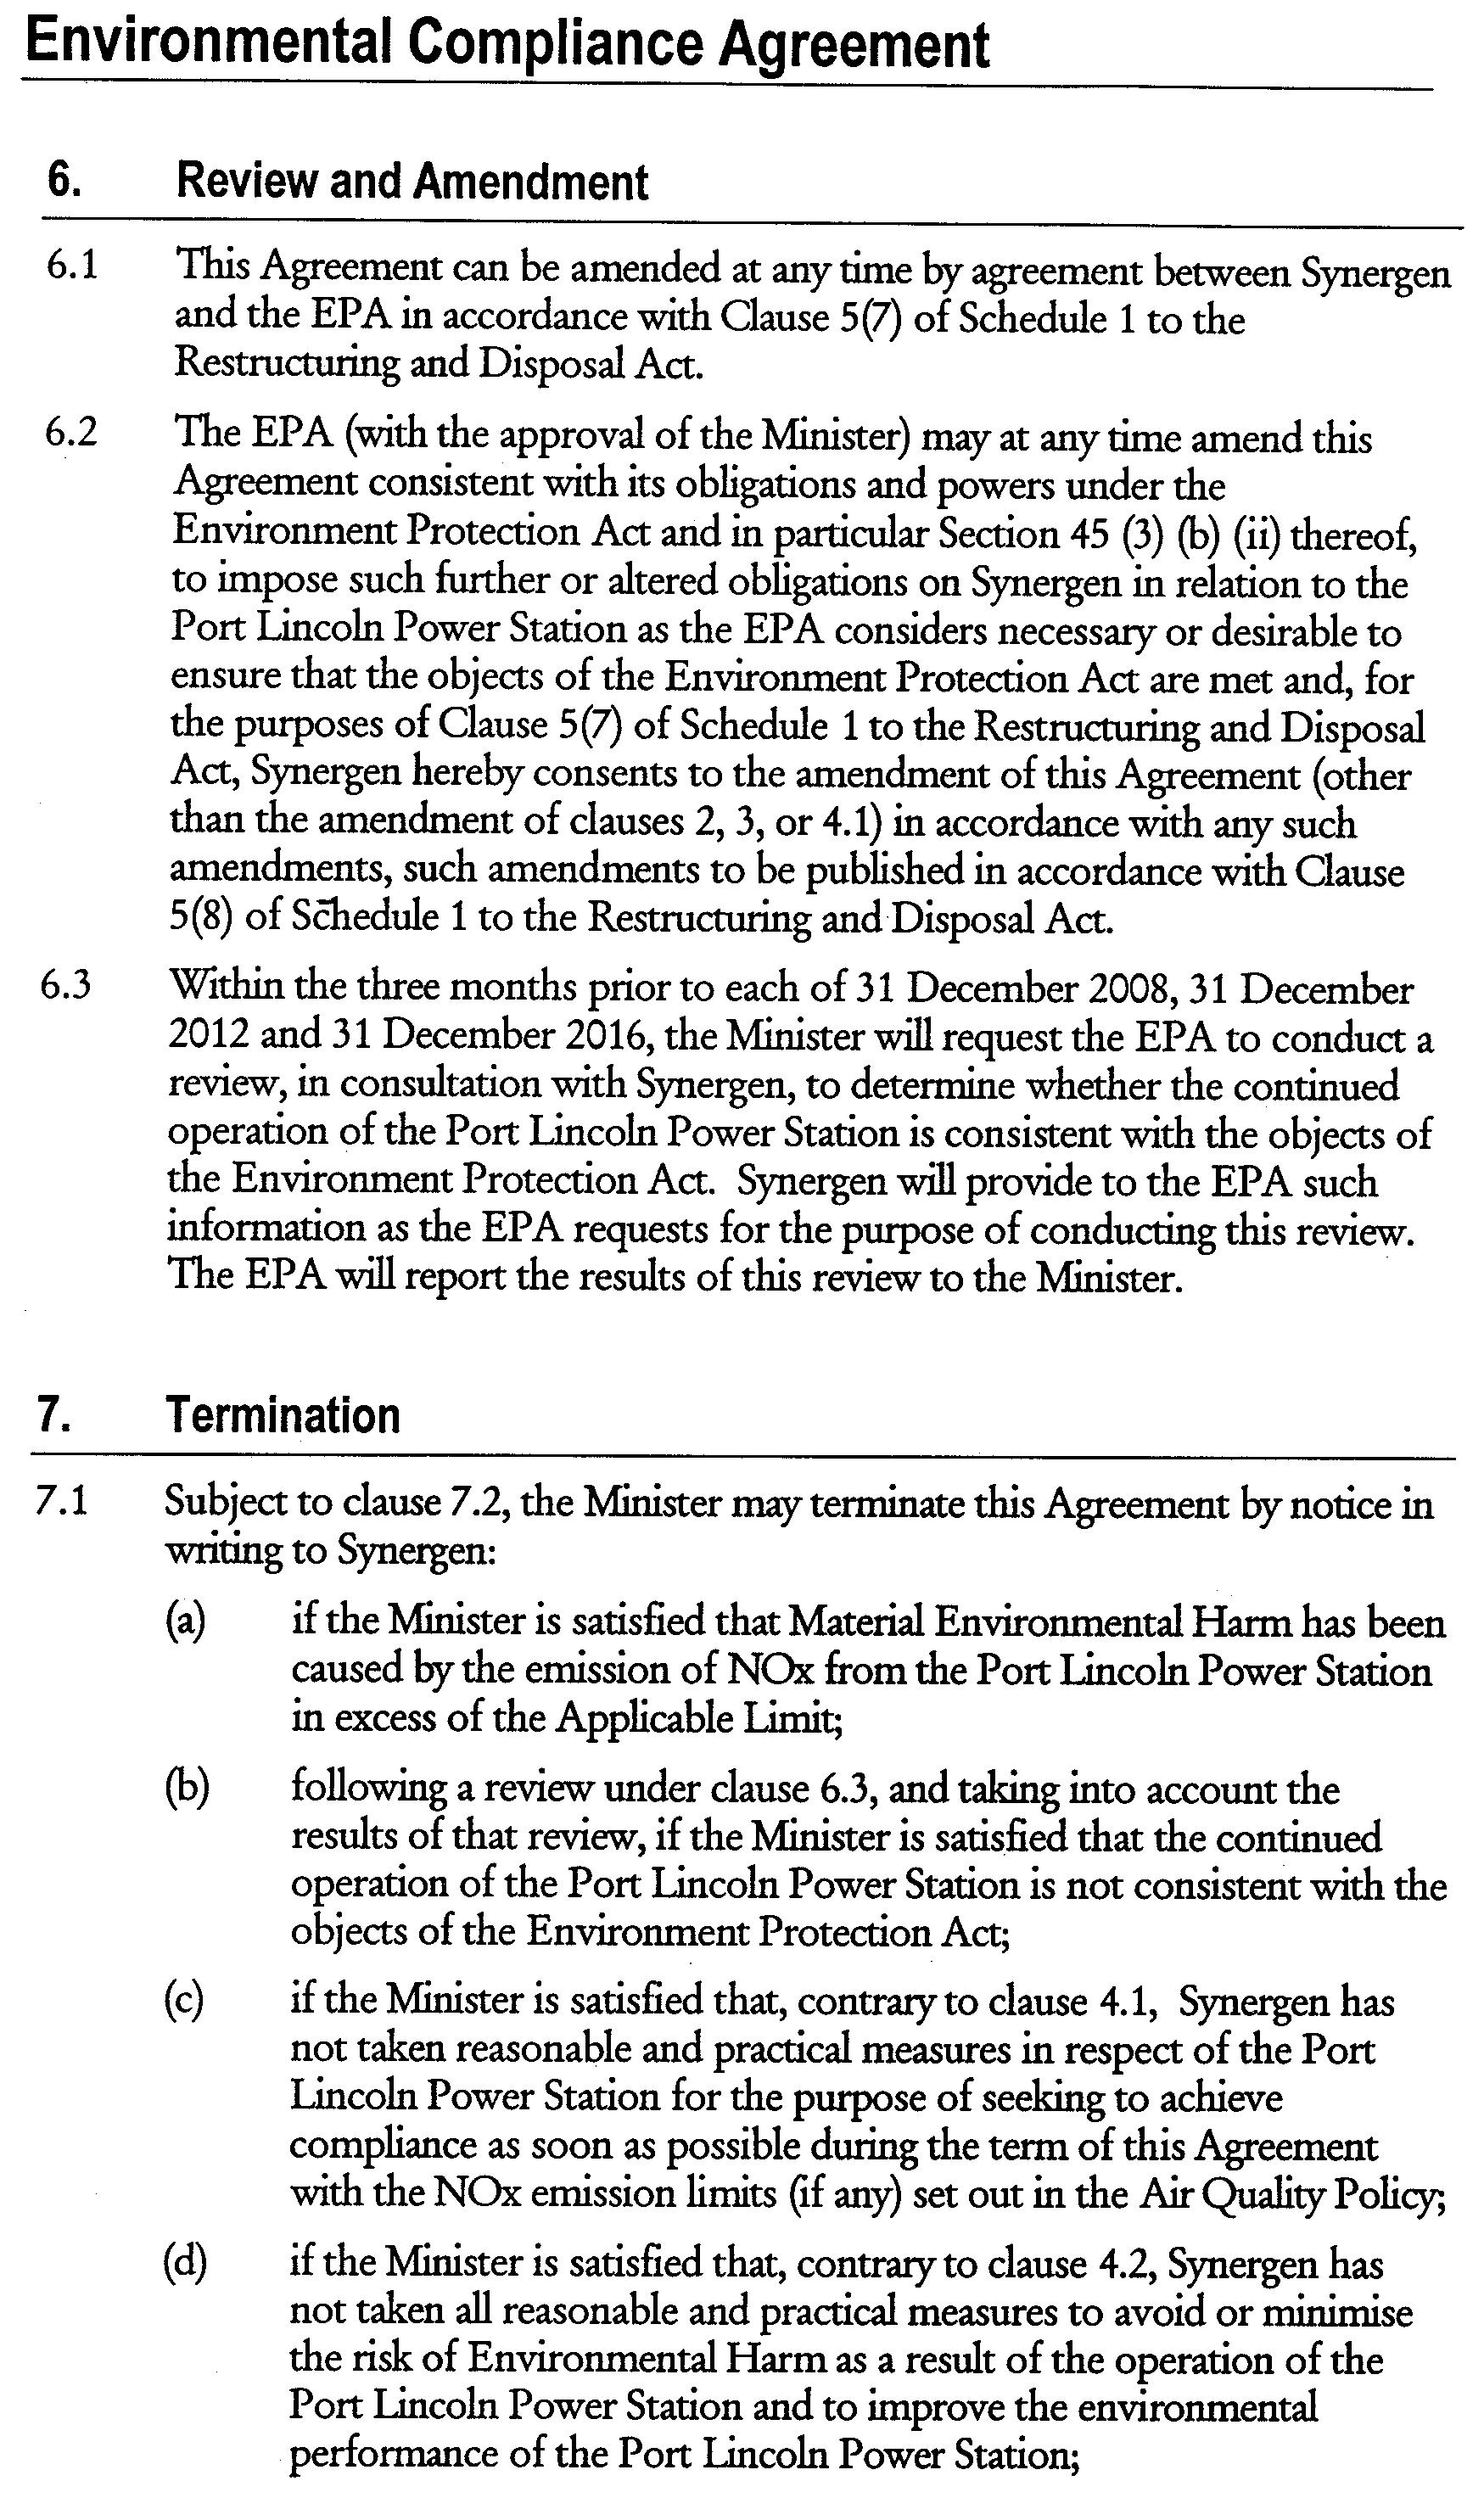 Environmental Compliance Agreement
6. Review and Amendment
6.1 This Agreement can be amended at any time by agreement between Synergen
and the EPA in accordance with Clause 5(7) of Schedule 1 to the
Restructuring and Disposal Act.
6.2 The EPA (with the approval of the Minister) may at any time amend this
Agreement consistent with its obligations and powers under the
Environment Protection Act and in particular Section 45 (3) (b) (ii) thereof,
to impose such further or altered obligations on Synergen in relation to the
Port Lincoln Power Station as the EPA considers necessary or desirable to
ensure that the objects of the Environment Protection Act are met and, for
the purposes of Clause 5(7) of Schedule 1 to the Restructuring and Disposal
Act, Synergen hereby consents to the amendment of this Agreement (other
than the amendment of clauses 2, 3, or 4.1) in accordance with any such
amendments, such amendments to be published in accordance with Clause
5(8) of Schedule 1 to the Restructuring and Disposal Act.
6.3 Within the three months prior to each of 31 December 2008, 31 December
2012 and 31 December 2016, the Minister will request the EPA to conduct a
review, in consultation with Synergen, to determine whether the continued
operation of the Port Lincoln Power Station is consistent with the objects of
the Environment Protection Act. Synergen will provide to the EPA such
information as the EPA requests for the purpose of conducting this review.
The EPA will report the results of this review to the Minister.
7. Termination
7.1 Subject to clause 7.2, the Minister may terminate this Agreement by notice in
writing to Synergen:
(a) if the Minister is satisfied that Material Environmental Harm has been
caused by the emission of NOx from the Port Lincoln Power Station
in excess of the Applicable Limit;
(b) following a review under clause 6.3, and taking into account the
results of that review, if the Minister is satisfied that the continued
operation of the Port Lincoln Power Station is not consistent with the
objects of the Environment Protection Act;
(c) if the Minister is satisfied that, contrary to clause 4.1, Synergen has
not taken reasonable and practical measures in respect of the Port
Lincoln Power Station for the purpose of seeking to achieve
compliance as soon as possible during the term of this Agreement
with the NOx emission limits (if any) set out in the Air Quality Policy;
(d) if the Minister is satisfied that, contrary to clause 4.2, Synergen has
not taken all reasonable and practical measures to avoid or minimise
the risk of Environmental Harm as a result of the operation of the
Port Lincoln Power Station and to improve the environmental
performance of the Port Lincoln Power Station;